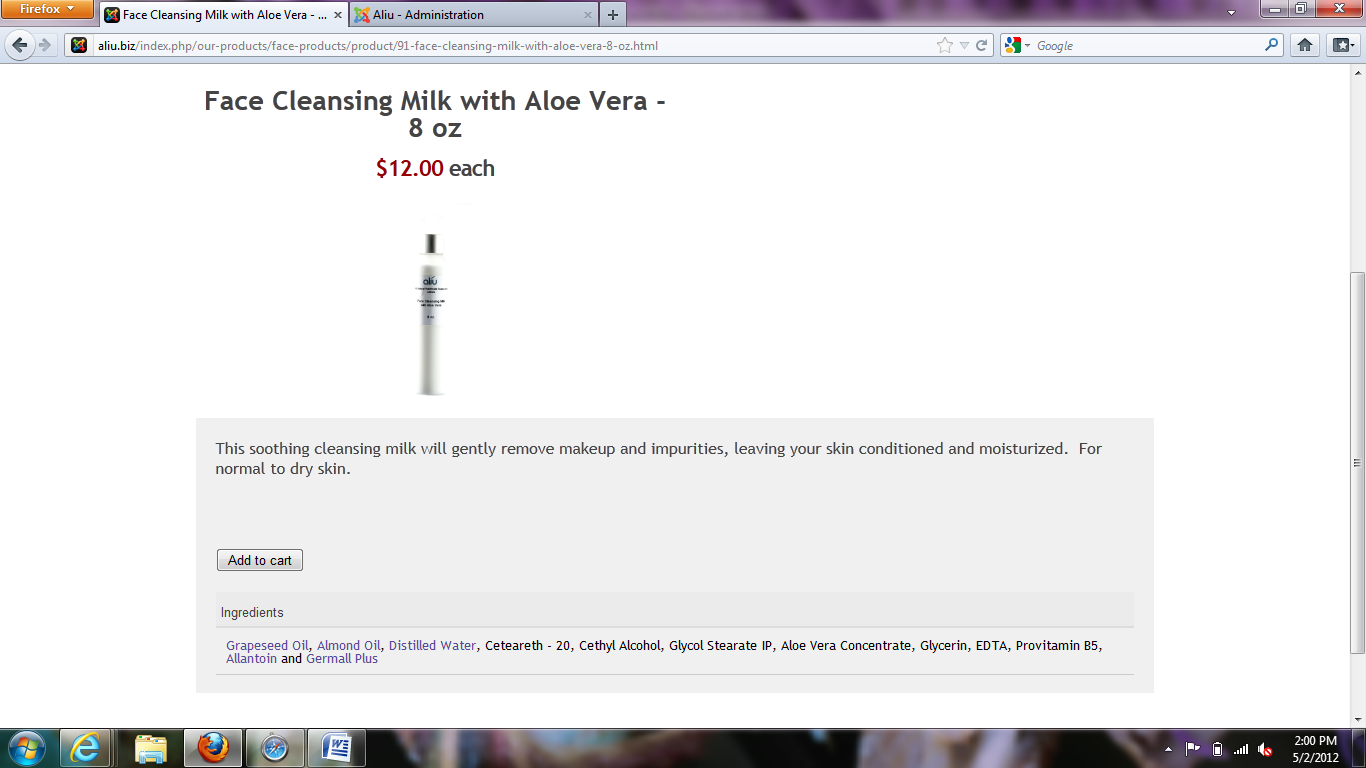 Firefox
Face Cleansing Milk with Aloe Vera - ...
Aliu - Administration
aliu.biz/index.php/our-products/face-products/product/91-face-cleansing-milk-with-aloe-vera-8-oz.html
Google
Face Cleansing Milk with Aloe Vera -
8 oz
$12.00 each
aliu
Face Cleansing Milk
8 oz
This soothing cleansing milk will gently remove makeup and impurities, leaving your skin conditioned and moisturized.  For
normal to dry skin.
Add to cart
Ingredients
Grapeseed Oil, Almond Oil, Distilled Water, Ceteareth - 20, Cethyl Alcohol, Glycol Stearate IP, Aloe Vera Concentrate, Glycerin, EDTA, Provitamin B5,
Allantoin and Germall Plus
2:00 PM
5/2/2012